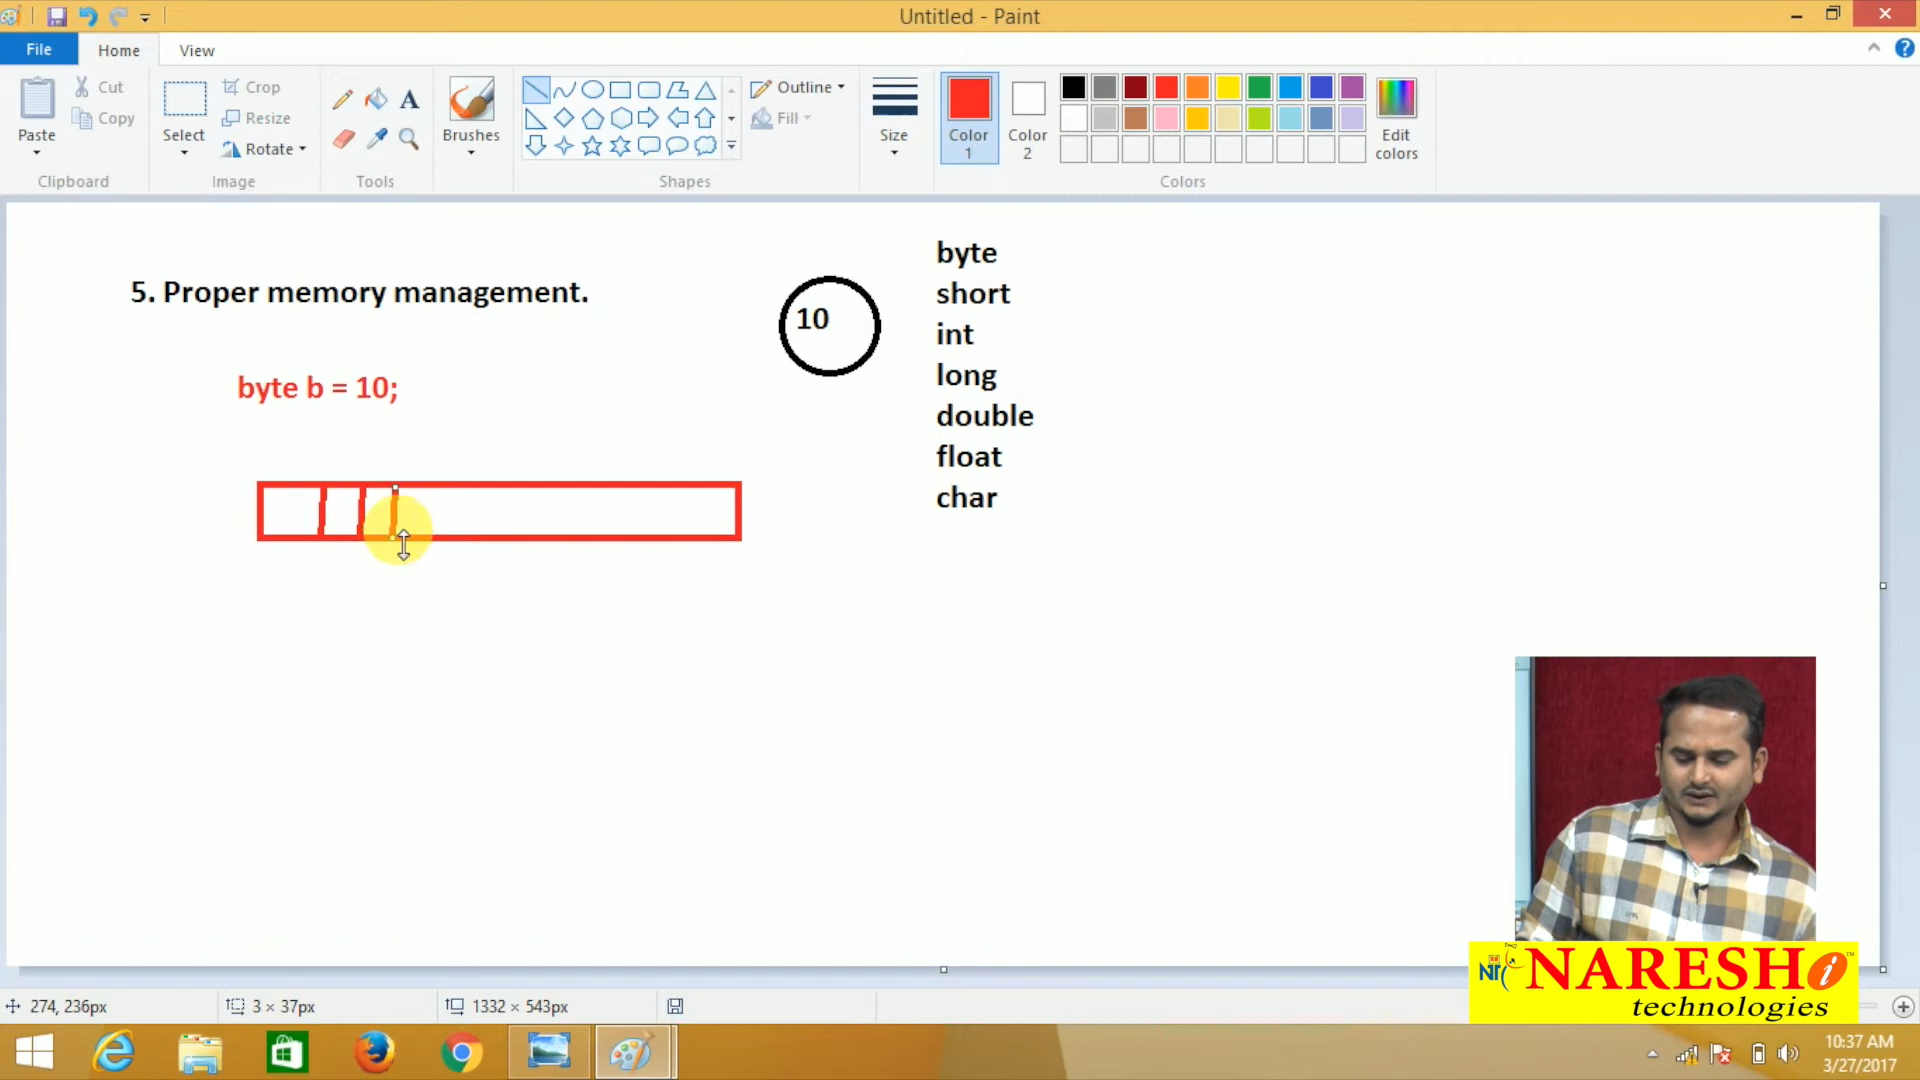 Untitled - Paint
File
Home
View
Paste
Cut
Copy
Clipboard
Select
Crop
Resize
Rotate
Image
A
Tools
Brushes
Shapes
Outline
Fill
Size
Color
1
Color
2
Edit
colors
Colors
5. Proper memory management.
byte b = 10;
10
byte
short
int
long
double
float
char
274, 236px
3 × 37px
1332 × 543px
NARESH i ™
technologies
10:37 AM
3/27/2017